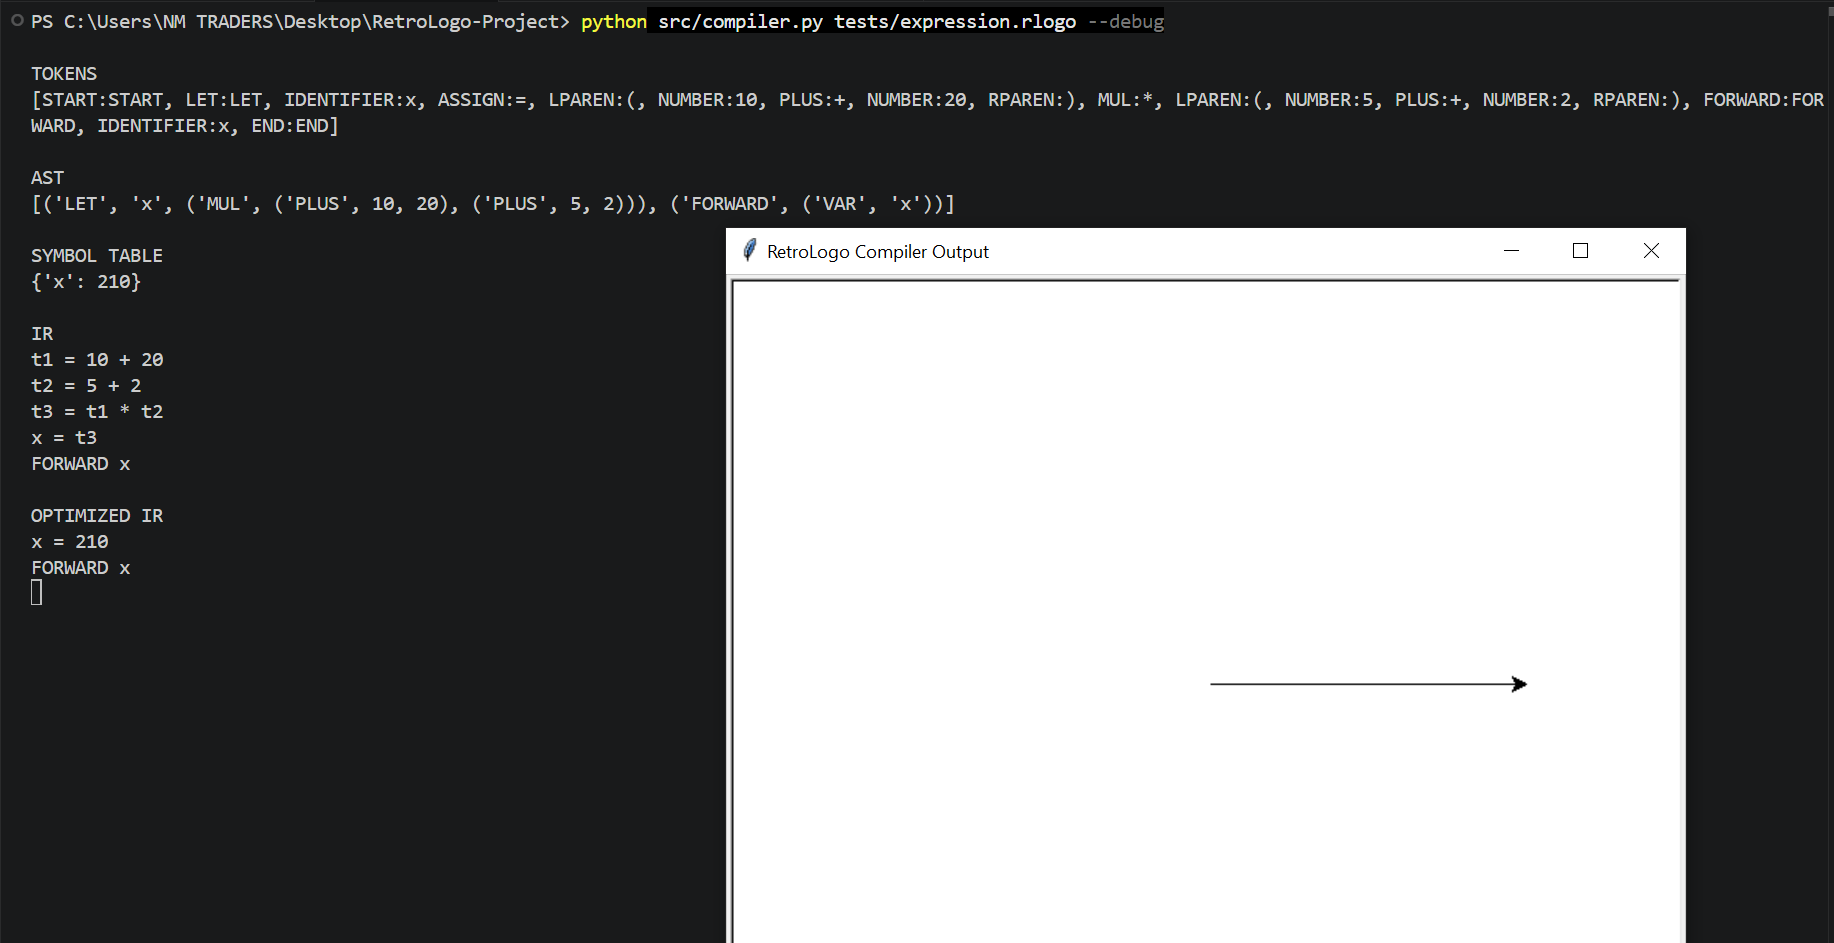 PS C:\Users\NM TRADERS\Desktop\RetroLogo-Project> python src/compiler.py tests/expression.rlogo --debug
TOKENS
[START:START, LET:LET, IDENTIFIER:x, ASSIGN:=, LPAREN:(, NUMBER:10, PLUS:+, NUMBER:20, RPAREN:), MUL:*, LPAREN:(, NUMBER:5, PLUS:+, NUMBER:2, RPAREN:), FORWARD:FOR
WARD, IDENTIFIER:x, END:END]
AST
[('LET', 'x', ('MUL', ('PLUS', 10, 20), ('PLUS', 5, 2))), ('FORWARD', ('VAR', 'x'))]
SYMBOL TABLE
{'x': 210}
IR
t1 = 10 + 20
t2 = 5 + 2
t3 = t1 * t2
x = t3
FORWARD x
OPTIMIZED IR
x = 210
FORWARD x
RetroLogo Compiler Output